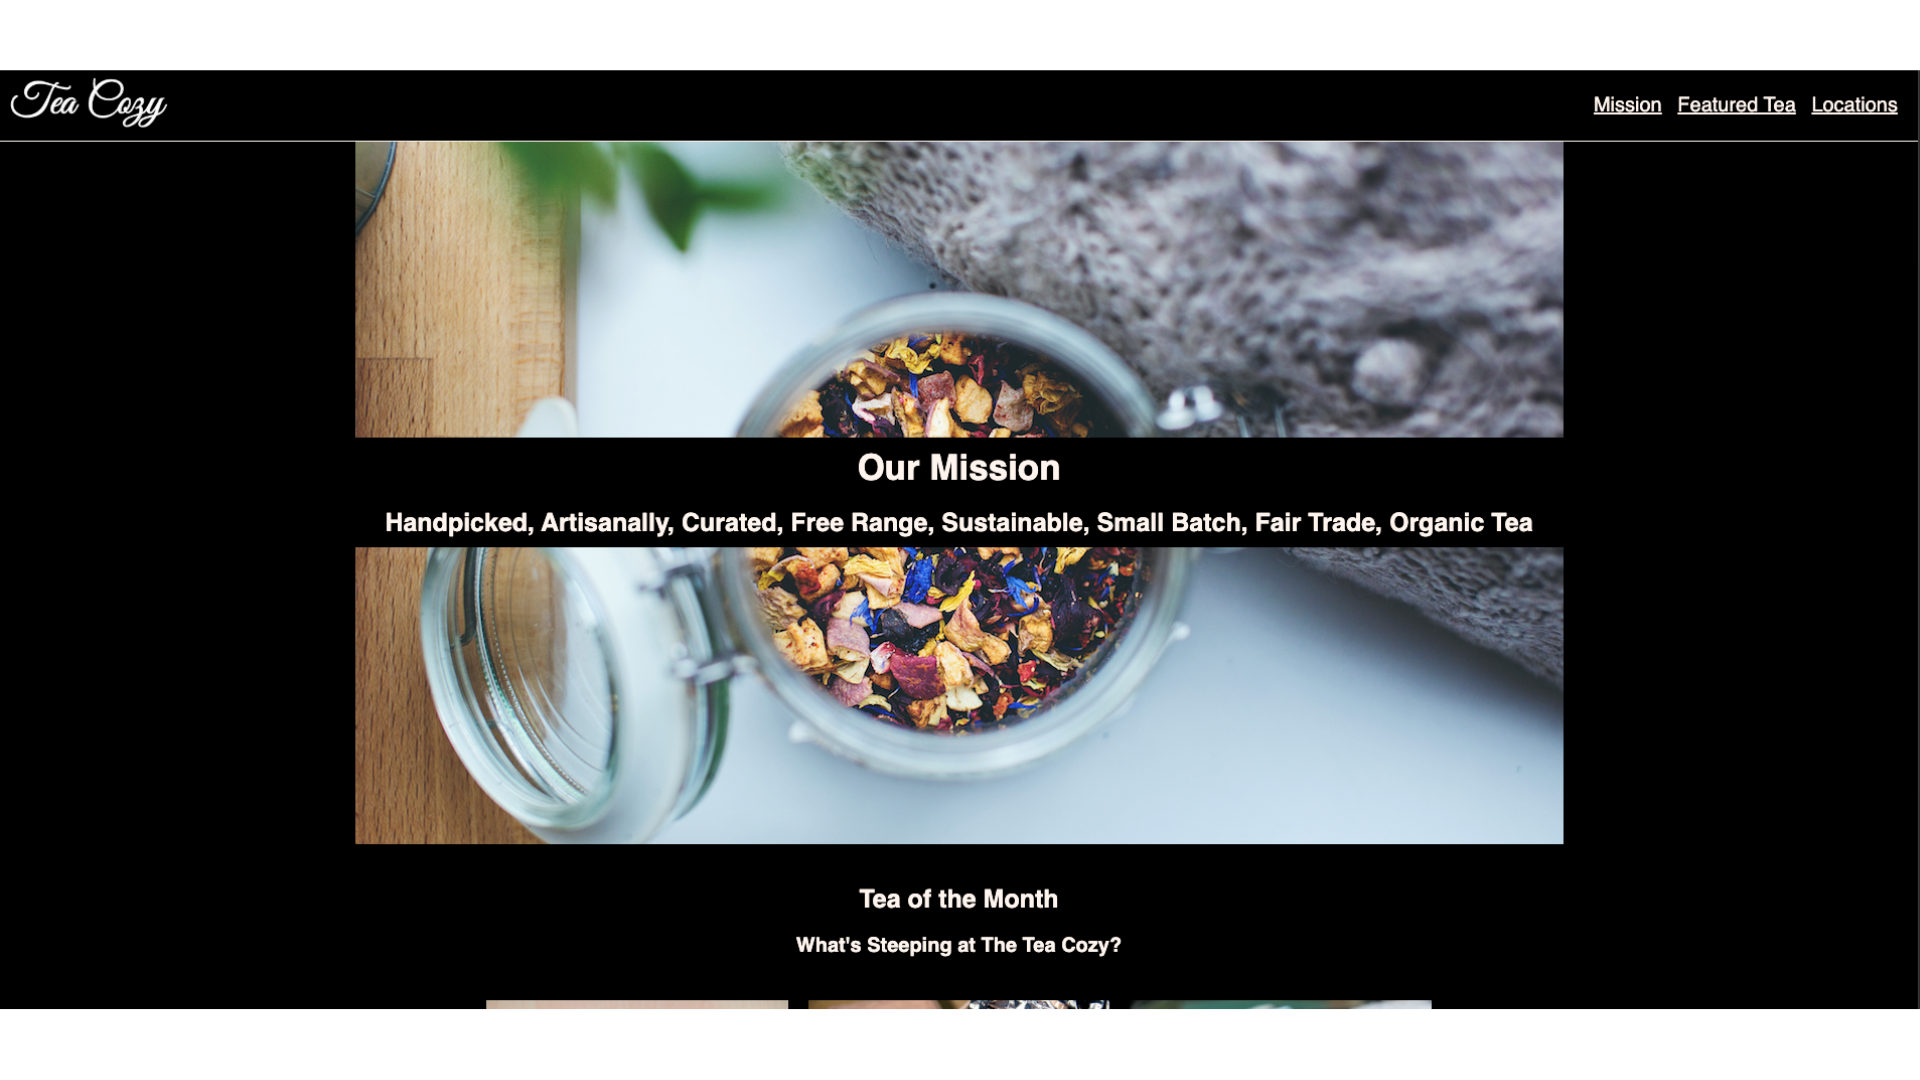 Tea Cozy
Mission Featured Tea Locations
Our Mission
Handpicked, Artisanally, Curated, Free Range, Sustainable, Small Batch, Fair Trade, Organic Tea
Tea of the Month
What's Steeping at The Tea Cozy?